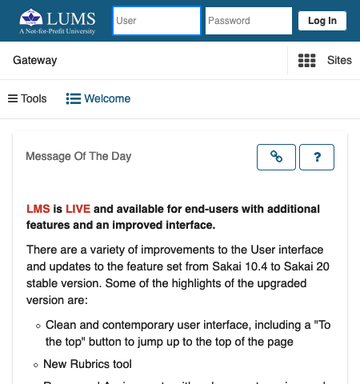 LUMS
A Not-for-Profit University
User
Password
Log In
Gateway
Sites
Tools
Welcome
Message Of The Day
?
LMS is LIVE and available for end-users with additional
features and an improved interface.
There are a variety of improvements to the User interface
and updates to the feature set from Sakai 10.4 to Sakai 20
stable version. Some of the highlights of the upgraded
version are:
Clean and contemporary user interface, including a "To
the top" button to jump up to the top of the page
New Rubrics tool